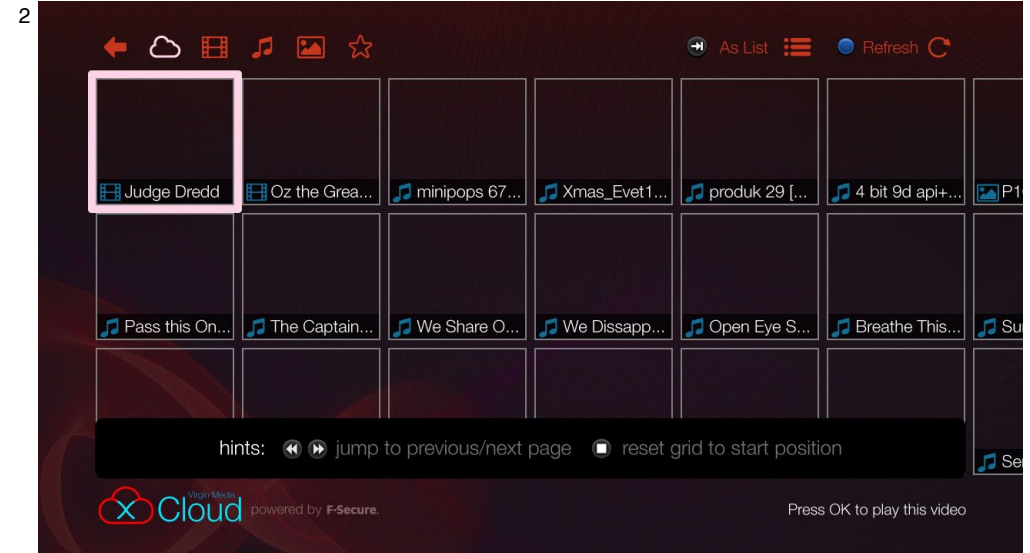 2
As List Refresh
Judge Dredd Oz the Grea... minipops 67... Xmas_Evet1... produk 29 [... 4 bit 9d api+... P1
Pass this On... The Captain... We Share O... We Dissapp... Open Eye S... Breathe This... Su
hints: jump to previous/next page reset grid to start position
Se
Virgin Media
X Cloud powered by F-Secure. Press OK to play this video